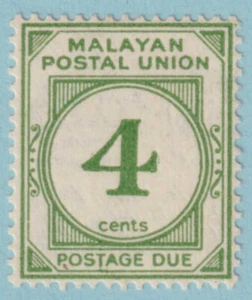 MALAYAN
POSTAL UNION
4
cents
POSTAGE DUE